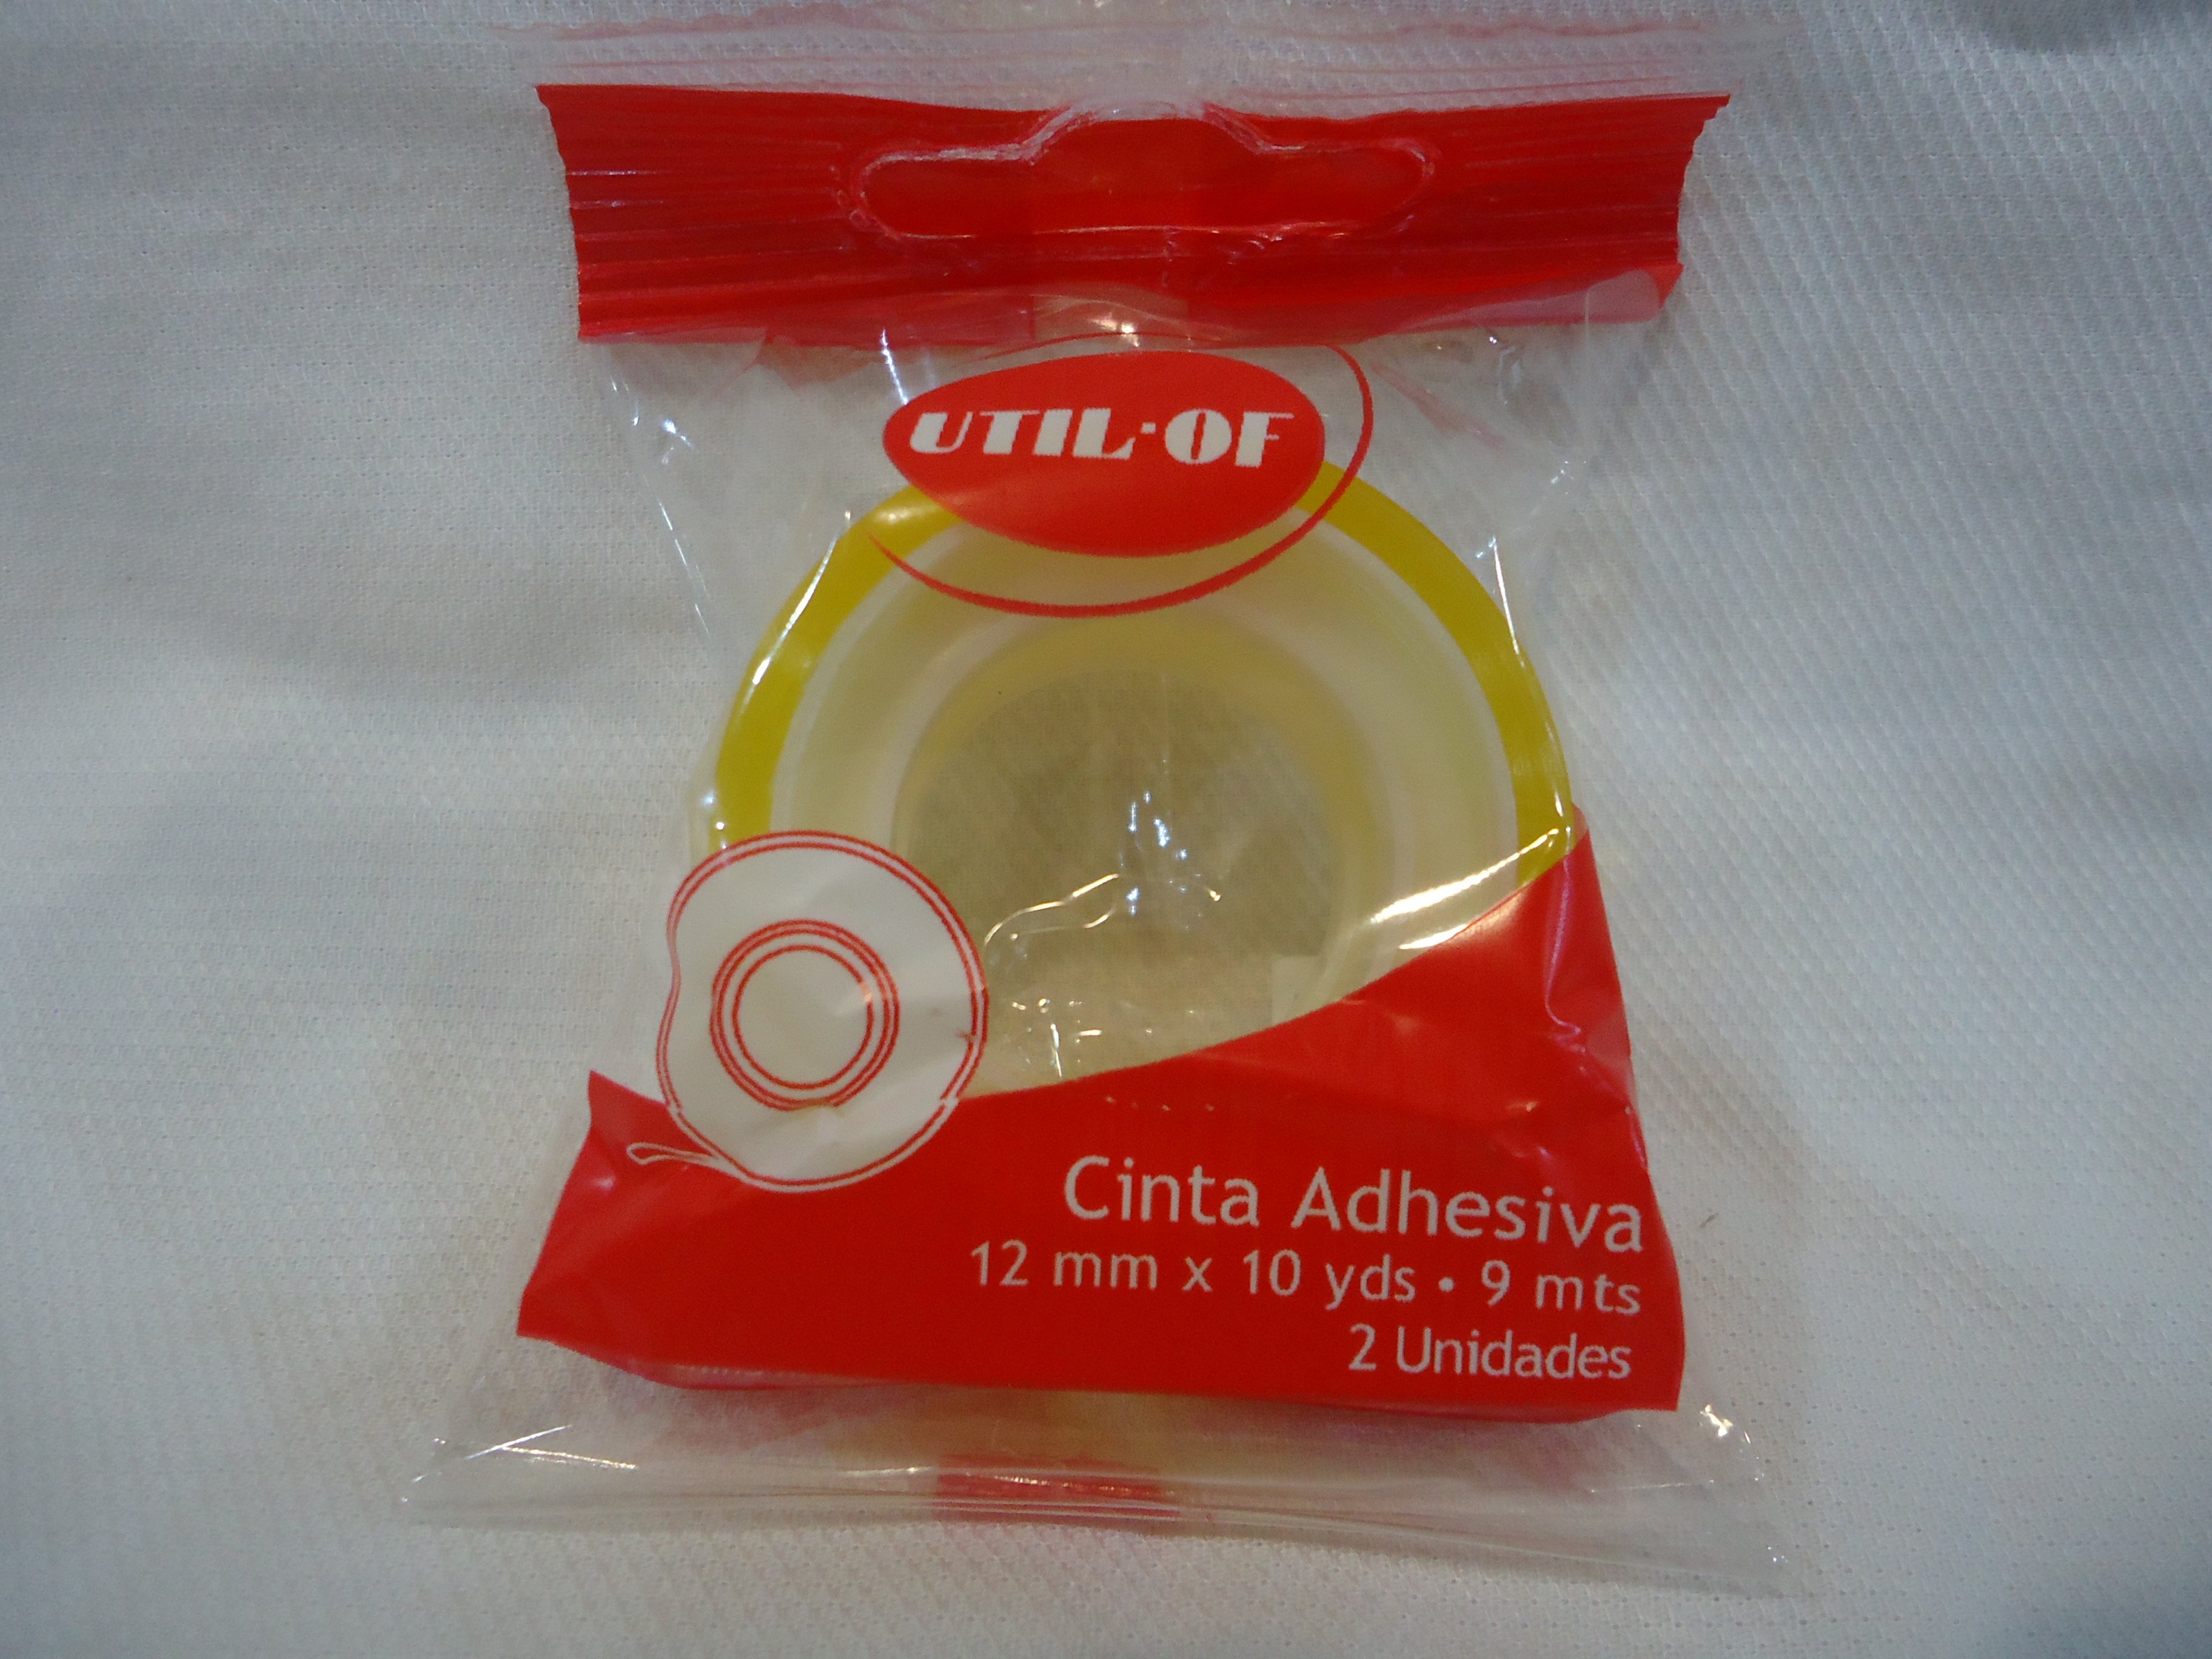 UTIL·OF
Cinta Adhesiva
12 mm x 10 yds • 9 mts
2 Unidades